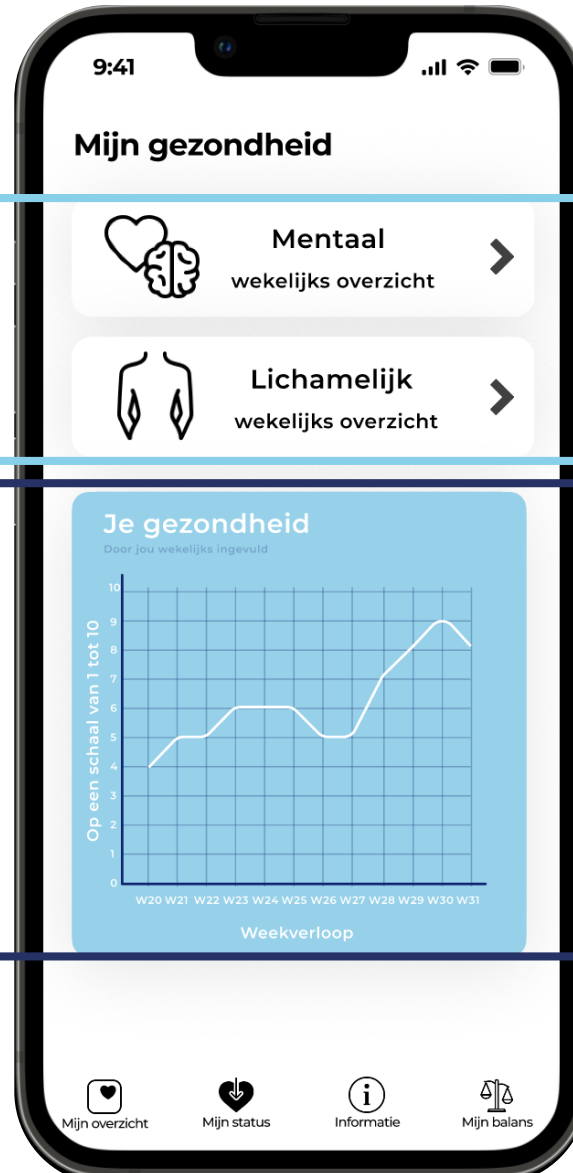 9:41
Mijn gezondheid
Mentaal
wekelijks overzicht
Lichamelijk
wekelijks overzicht
Je gezondheid
Door jou wekelijks ingevuld
Op een schaal van 1 tot 10
10
9
8
7
6
5
4
3
2
1
0
W20 W21 W22 W23 W24 W25 W26 W27 W28 W29 W30 W31
Weekverloop
Mijn overzicht Mijn status Informatie Mijn balans